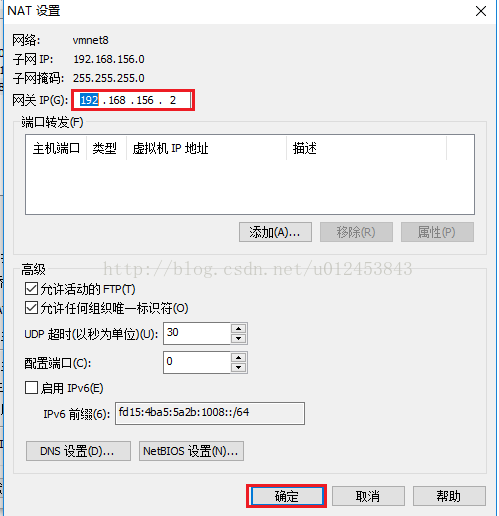 NAT 设置
网络: vmnet8
子网 IP: 192.168.156.0
子网掩码: 255.255.255.0
网关 IP(G): 192 . 168 . 156 . 2
端口转发(F)
主机端口 类型 虚拟机 IP 地址 描述
添加(A)... 移除(R) 属性(P)
http://blog.csdn.net/u012453843
高级
允许活动的 FTP(T)
允许任何组织唯一标识符(O)
UDP 超时(以秒为单位)(U): 30
配置端口(C): 0
启用 IPv6(E)
IPv6 前缀(6): fd15:4ba5:5a2b:1008::/64
DNS 设置(D)... NetBIOS 设置(N)...
确定 取消 帮助